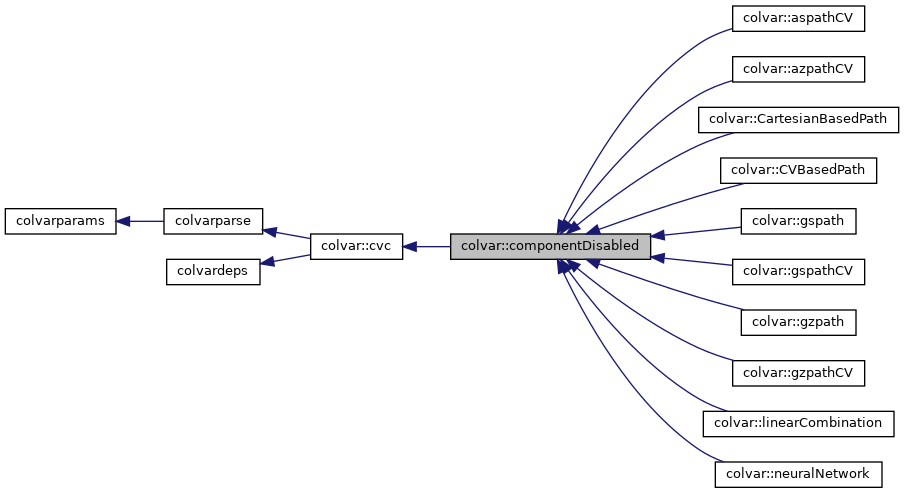 colvarparams
colvarparse
colvardeps
colvar::cvc
colvar::componentDisabled
colvar::aspathCV
colvar::azpathCV
colvar::CartesianBasedPath
colvar::CVBasedPath
colvar::gspath
colvar::gspathCV
colvar::gzpath
colvar::gzpathCV
colvar::linearCombination
colvar::neuralNetwork